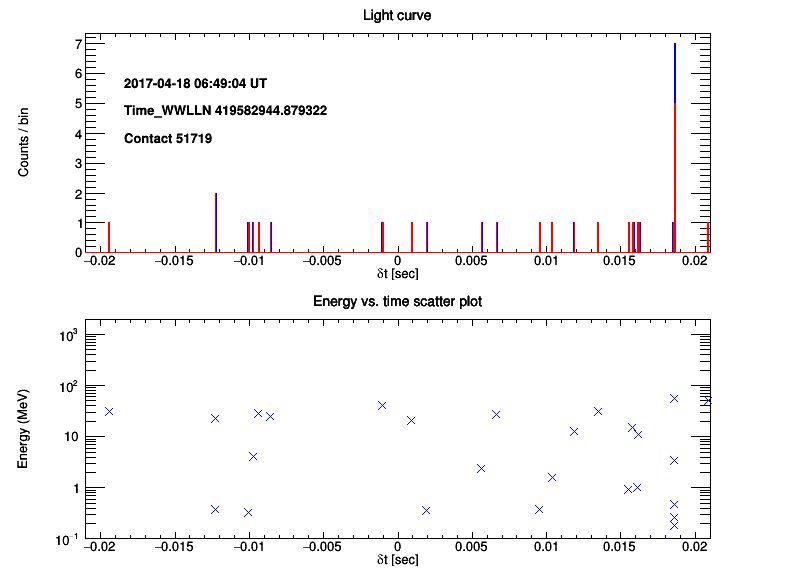 Light curve
Counts / bin
7
6
5
4
3
2
1
0
2017-04-18 06:49:04 UT
Time_WWLLN 419582944.879322
Contact 51719
−0.02 −0.015 −0.01 −0.005 0 0.005 0.01 0.015 0.02
δt [sec]
Energy vs. time scatter plot
Energy (MeV)
10³
10²
10
1
10⁻¹
−0.02 −0.015 −0.01 −0.005 0 0.005 0.01 0.015 0.02
δt [sec]